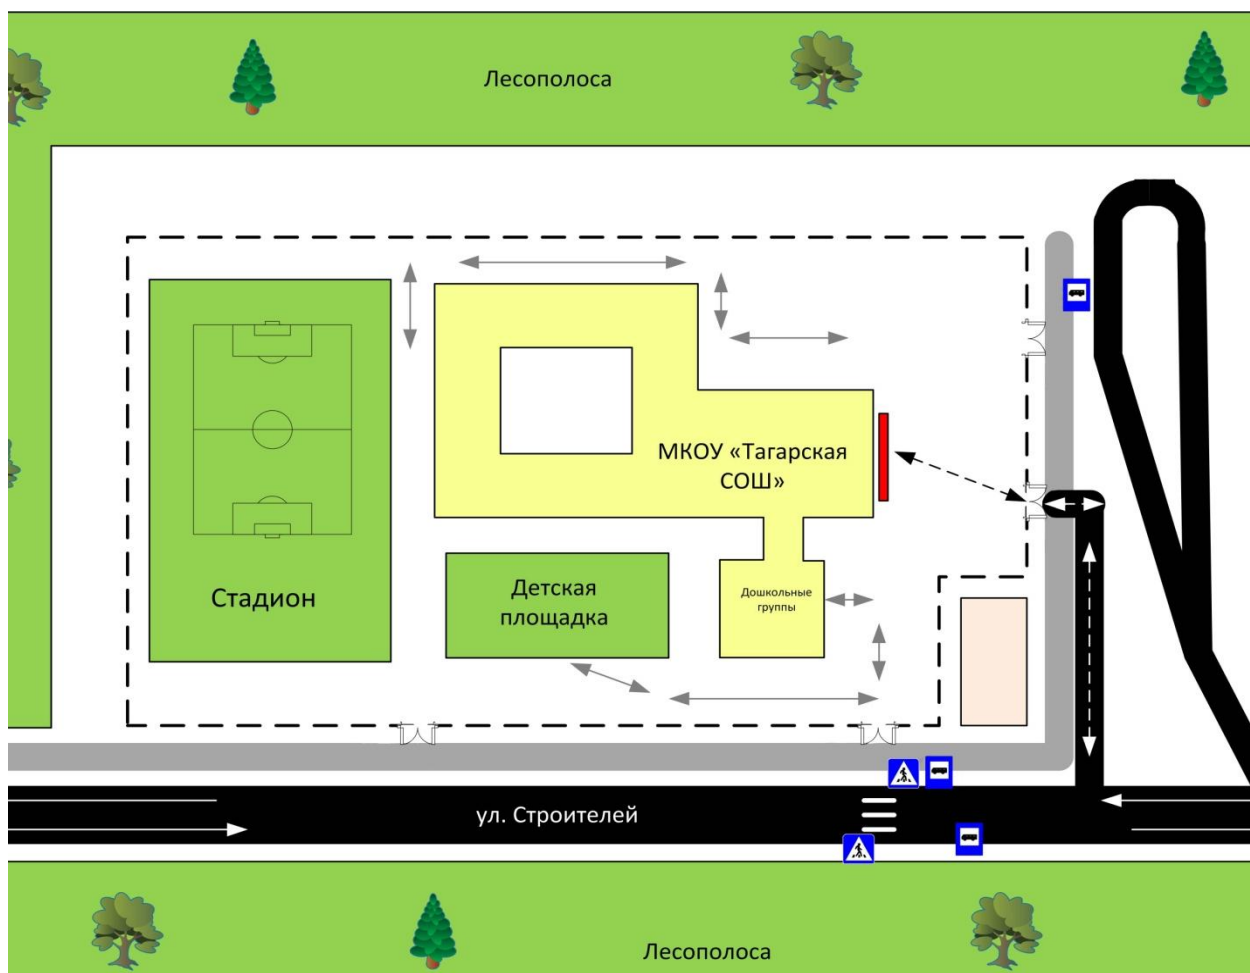 Лесополоса
МКОУ «Тагарская
СОШ»
Стадион
Детская
площадка
Дошкольные
группы
ул. Строителей
Лесополоса